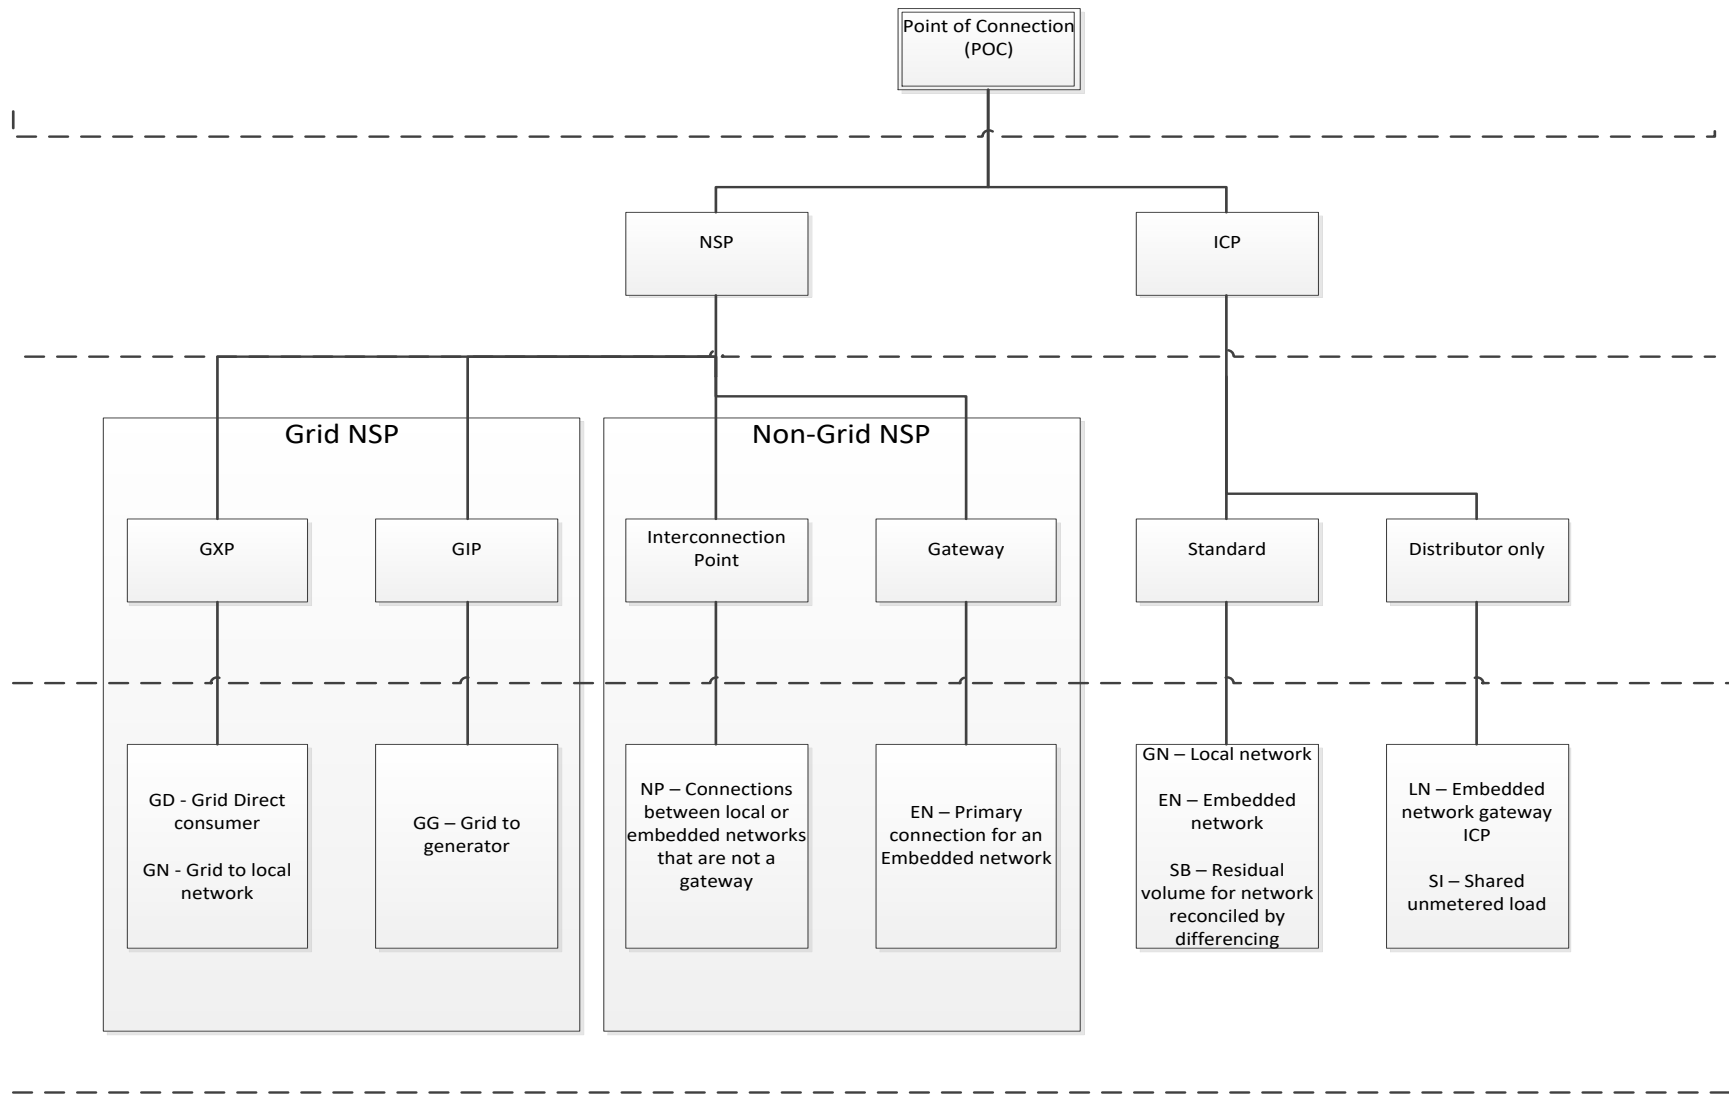 Point of Connection
(POC)
NSP
ICP
Grid NSP
Non-Grid NSP
GXP
GIP
Interconnection
Point
Gateway
Standard
Distributor only
GD - Grid Direct
consumer
GN - Grid to local
network
GG – Grid to
generator
NP – Connections
between local or
embedded networks
that are not a
gateway
EN – Primary
connection for an
Embedded network
GN – Local network
EN – Embedded
network
SB – Residual
volume for network
reconciled by
differencing
LN – Embedded
network gateway
ICP
SI – Shared
unmetered load